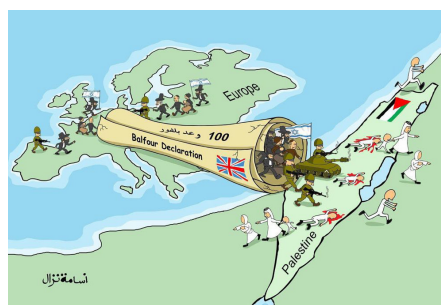 Europe
100 وعد بلفور
Balfour Declaration
Palestine
أسامة نزال